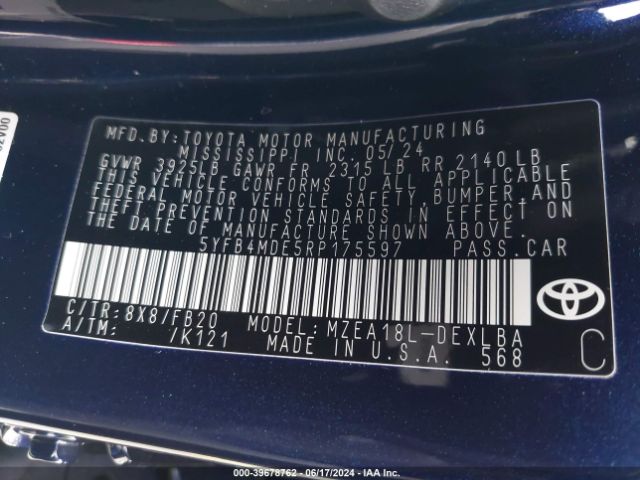 MFD.BY:TOYOTA MOTOR MANUFACTURING
MISSISSIPPI INC. 05/24
GVWR 3925LB GAWR FR 2315 LB RR 2140LB
THIS VEHICLE CONFORMS TO ALL APPLICABLE
FEDERAL MOTOR VEHICLE SAFETY,BUMPER,AND
THEFT PREVENTION STANDARDS IN EFFECT ON
THE DATE OF MANUFACTURE SHOWN ABOVE.
5YFB4MDE5RP175597 PASS.CAR
C/TR:8X8/FB20 MODEL:MZEA18L-DEXLBA
A/TM: /K121 MADE IN U.S.A. 568
TOYOTA
C
39678762 - 06/17/2024 - IAA Inc.